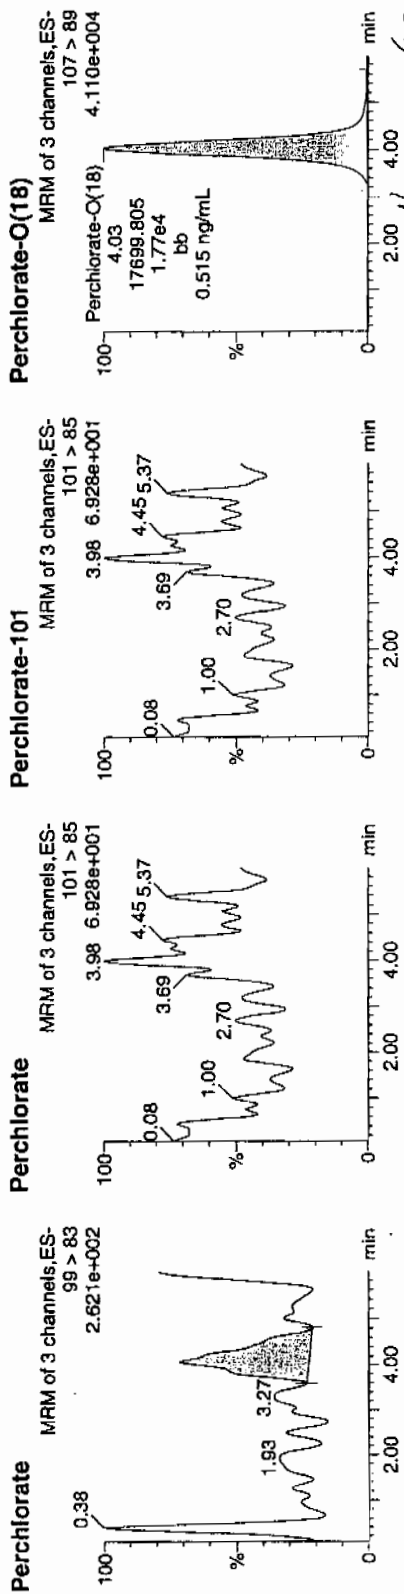 Perchlorate
MRM of 3 channels,ES-
99 > 83
2.621e+002
0.38
1.93
3.27
100
%
0
2.00
4.00
min
Perchlorate
MRM of 3 channels,ES-
101 > 85
3.98 6.928e+001
0.08
1.00
2.70
3.69
4.45
5.37
100
%
0
2.00
4.00
min
Perchlorate-101
MRM of 3 channels,ES-
101 > 85
3.98 6.928e+001
0.08
1.00
2.70
3.69
4.45
5.37
100
%
0
2.00
4.00
min
Perchlorate-O(18)
MRM of 3 channels,ES-
107 > 89
4.110e+004
Perchlorate-O(18)
4.03
17699.805
1.77e4
bb
0.515 ng/mL
100
%
0
2.00
4.00
min